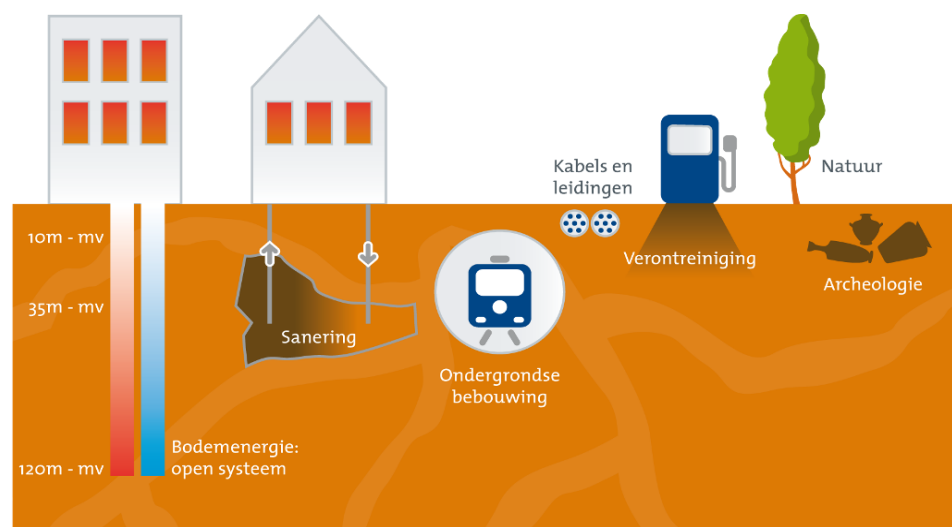 Kabels en
leidingen
Natuur
10m - mv
Verontreiniging
Archeologie
35m - mv
Sanering
Ondergrondse
bebouwing
Bodemenergie:
open systeem
120m - mv